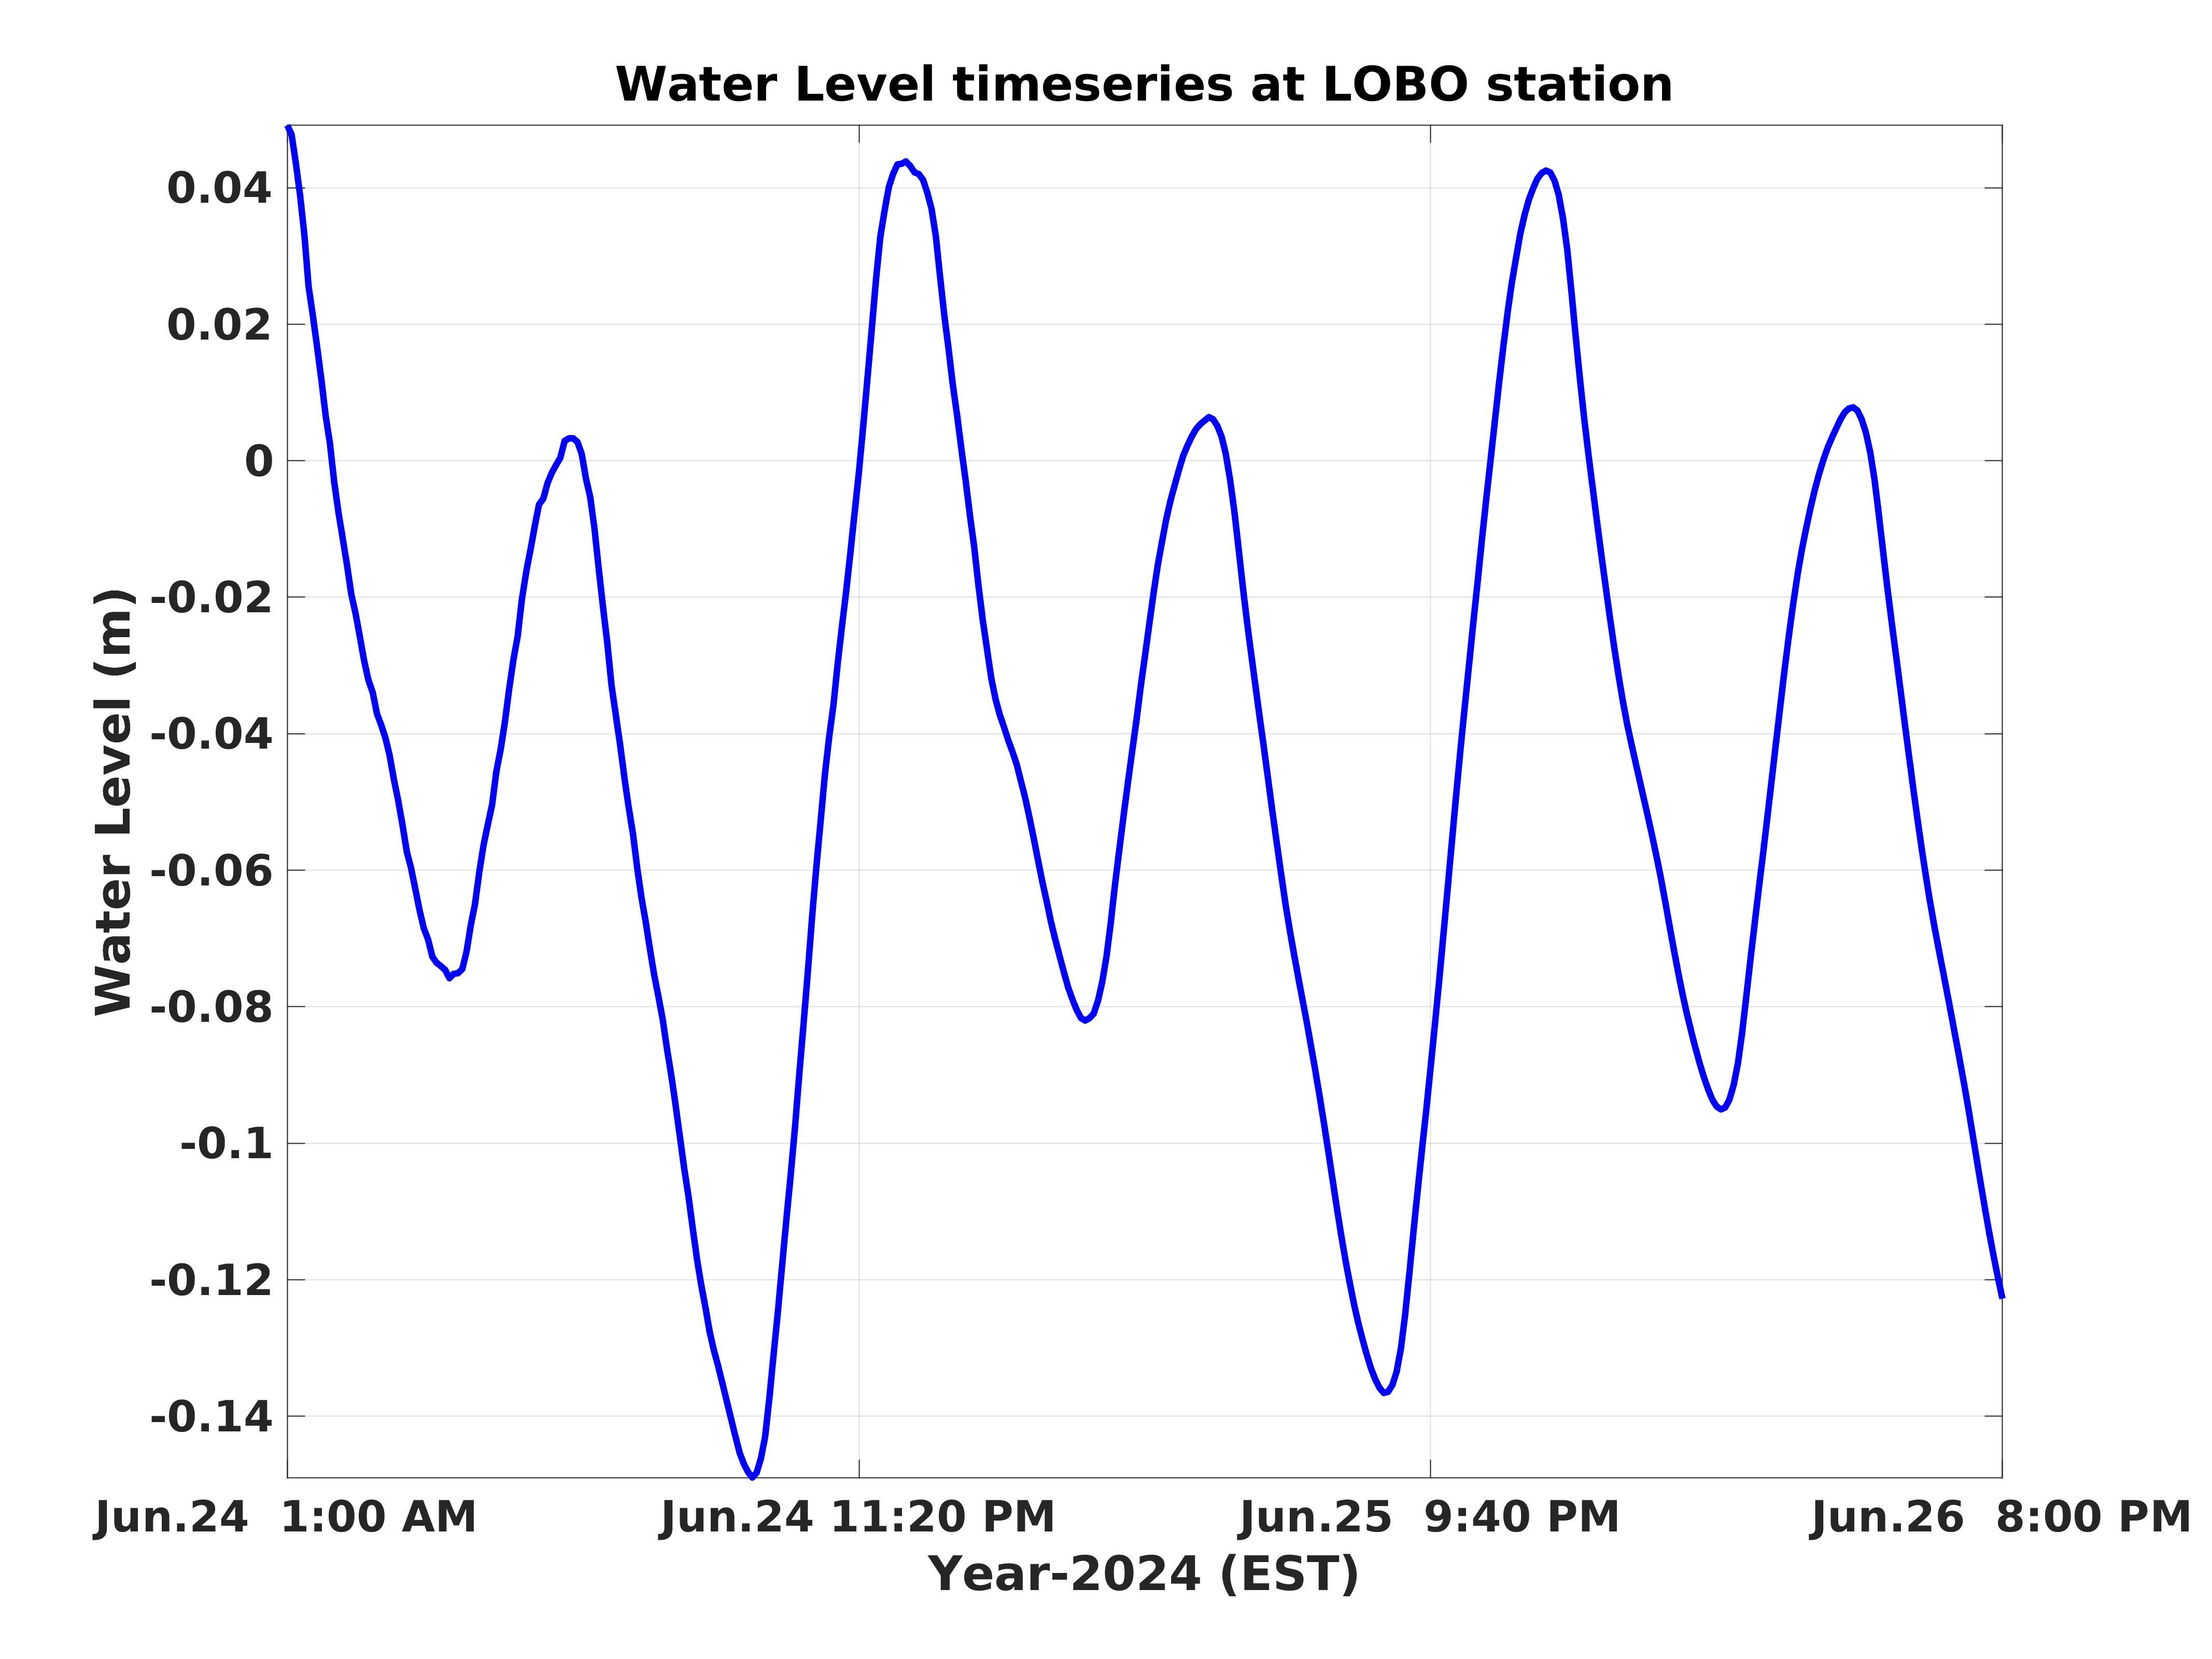 Water Level timeseries at LOBO station
0.04
0.02
0
-0.02
-0.04
-0.06
-0.08
-0.1
-0.12
-0.14
Water Level (m)
Jun.24  1:00 AM
Jun.24 11:20 PM
Jun.25  9:40 PM
Jun.26  8:00 PM
Year-2024 (EST)